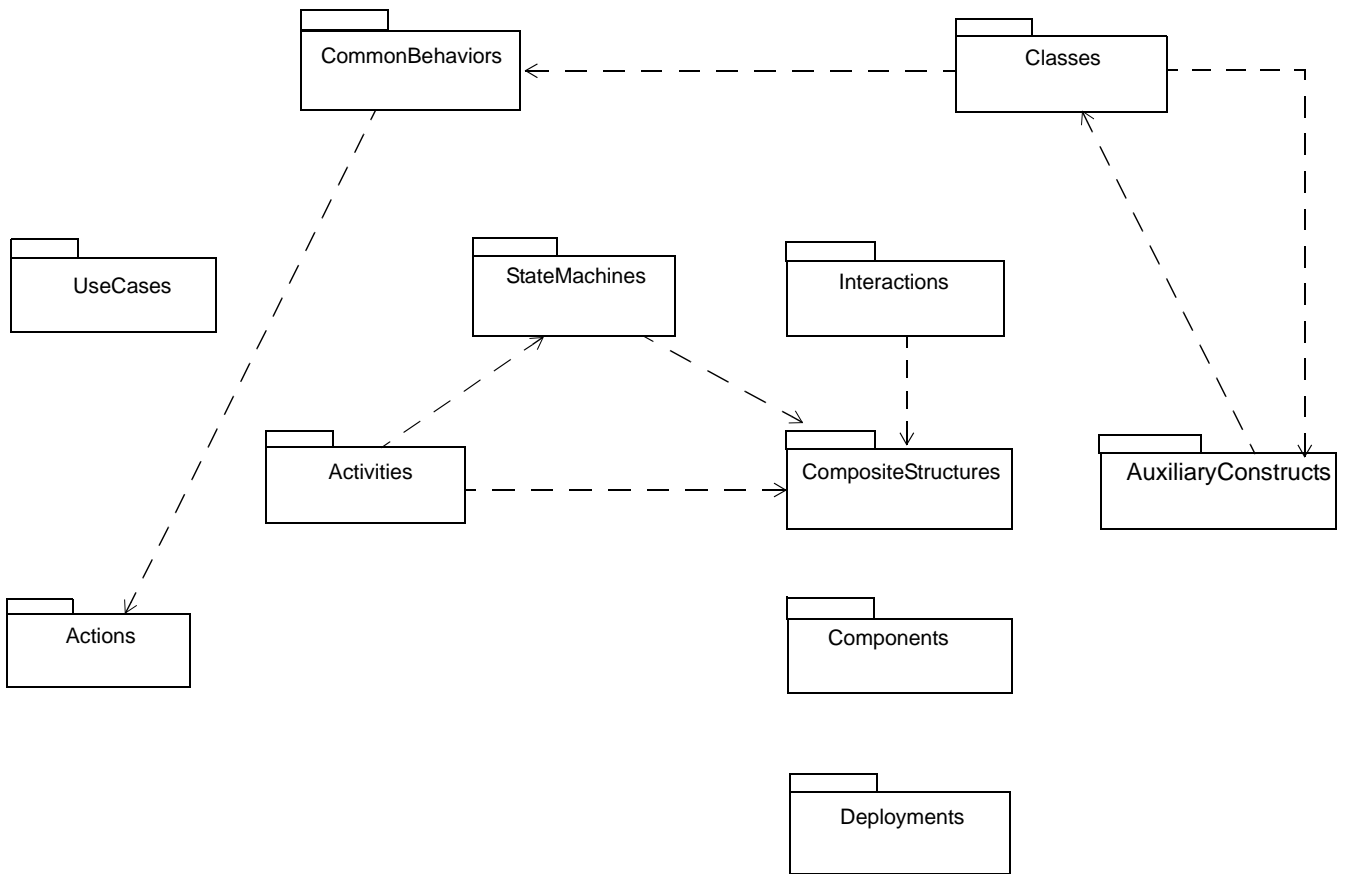 CommonBehaviors
Classes
UseCases
StateMachines
Interactions
Activities
CompositeStructures
AuxiliaryConstructs
Actions
Components
Deployments